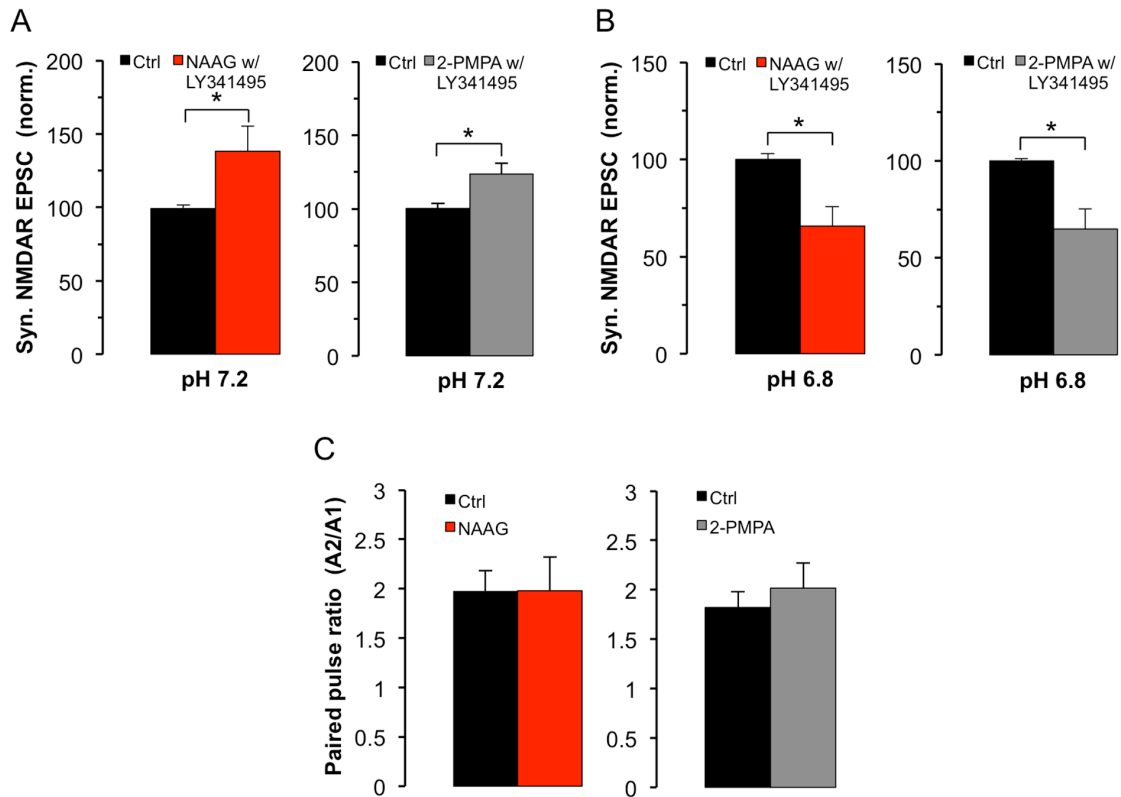 A
Syn. NMDAR EPSC (norm.)
200
150
100
50
0
Ctrl NAAG w/
LY341495
*
pH 7.2
200
150
100
50
0
Ctrl 2-PMPA w/
LY341495
*
pH 7.2
B
Syn. NMDAR EPSC (norm.)
150
100
50
0
Ctrl NAAG w/
LY341495
*
pH 6.8
150
100
50
0
Ctrl 2-PMPA w/
LY341495
*
pH 6.8
C
Paired pulse ratio (A2/A1)
3
2.5
2
1.5
1
0.5
0
Ctrl
NAAG
3
2.5
2
1.5
1
0.5
0
Ctrl
2-PMPA